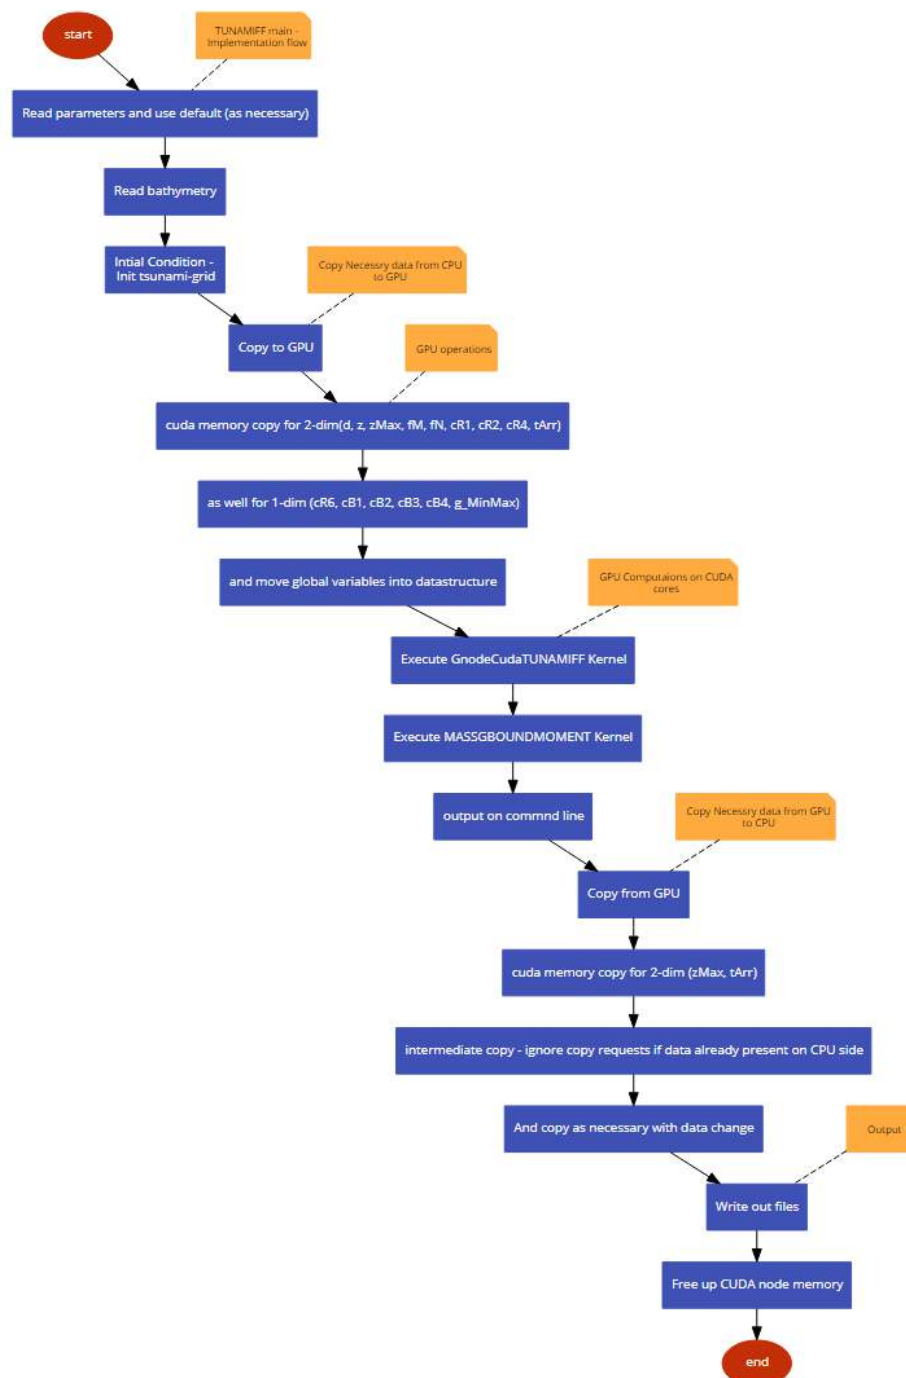 start
TUNAMIFF main -
Implementation flow
Read parameters and use default (as necessary)
Read bathymetry
Intial Condition -
Init tsunami-grid
Copy Necessry data from CPU
to GPU
Copy to GPU
GPU operations
cuda memory copy for 2-dim(d, z, zMax, fM, fN, cR1, cR2, cR4, tArr)
as well for 1-dim (cR6, cB1, cB2, cB3, cB4, g_MinMax)
and move global variables into datastructure
GPU Computaions on CUDA
cores
Execute GnodeCudaTUNAMIFF Kernel
Execute MASSGBOUNDMOMENT Kernel
output on commnd line
Copy Necessry data from GPU
to CPU
Copy from GPU
cuda memory copy for 2-dim (zMax, tArr)
intermediate copy - ignore copy requests if data already present on CPU side
And copy as necessary with data change
Output
Write out files
Free up CUDA node memory
end